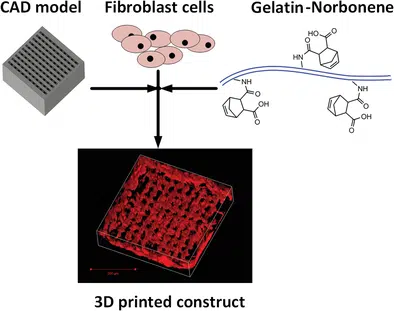 CAD model
Fibroblast cells
Gelatin-Norbonene
HO
O
O
HN
NH
O
OH
O
NH
O
OH
O
3D printed construct